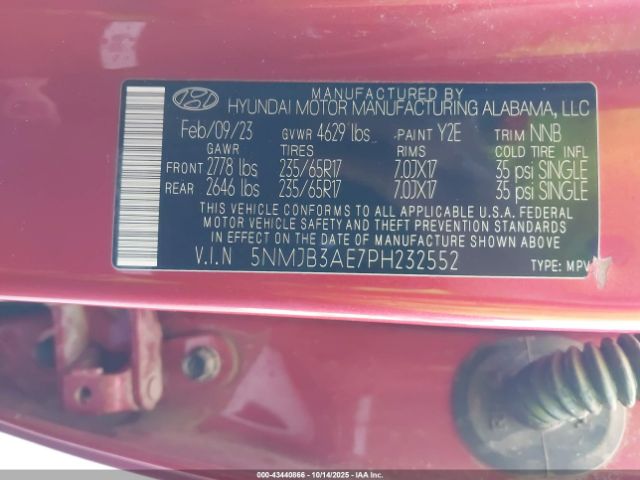 MANUFACTURED BY
HYUNDAI MOTOR MANUFACTURING ALABAMA, LLC
Feb/09/23 GVWR 4629 lbs PAINT Y2E TRIM NNB
GAWR TIRES RIMS COLD TIRE INFL
FRONT 2778 lbs 235/65R17 7.0JX17 35 psi SINGLE
REAR 2646 lbs 235/65R17 7.0JX17 35 psi SINGLE
THIS VEHICLE CONFORMS TO ALL APPLICABLE U.S.A. FEDERAL
MOTOR VEHICLE SAFETY AND THEFT PREVENTION STANDARDS
IN EFFECT ON THE DATE OF MANUFACTURE SHOWN ABOVE
V.I.N 5NMJB3AE7PH232552 TYPE: MPV
000-43440866 - 10/14/2025 - IAAI.COM